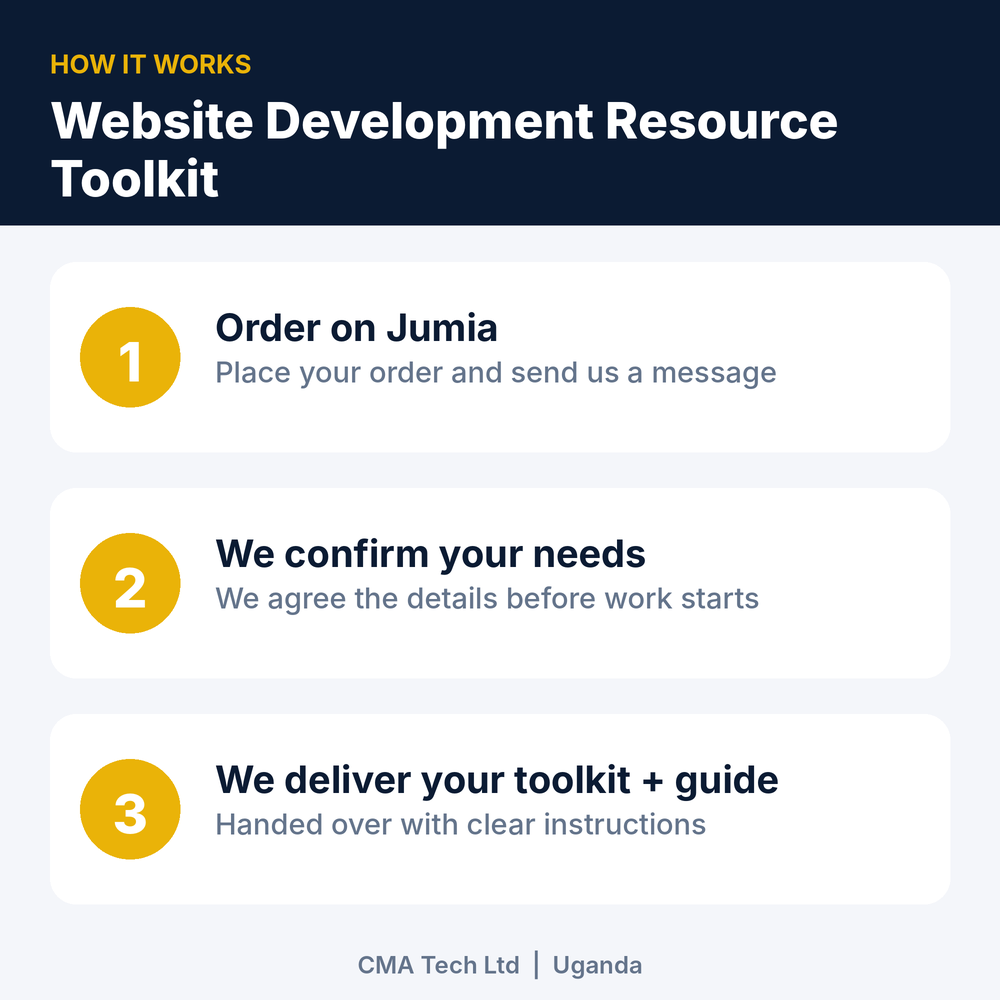 HOW IT WORKS
Website Development Resource
Toolkit
1
Order on Jumia
Place your order and send us a message
2
We confirm your needs
We agree the details before work starts
3
We deliver your toolkit + guide
Handed over with clear instructions
CMA Tech Ltd | Uganda